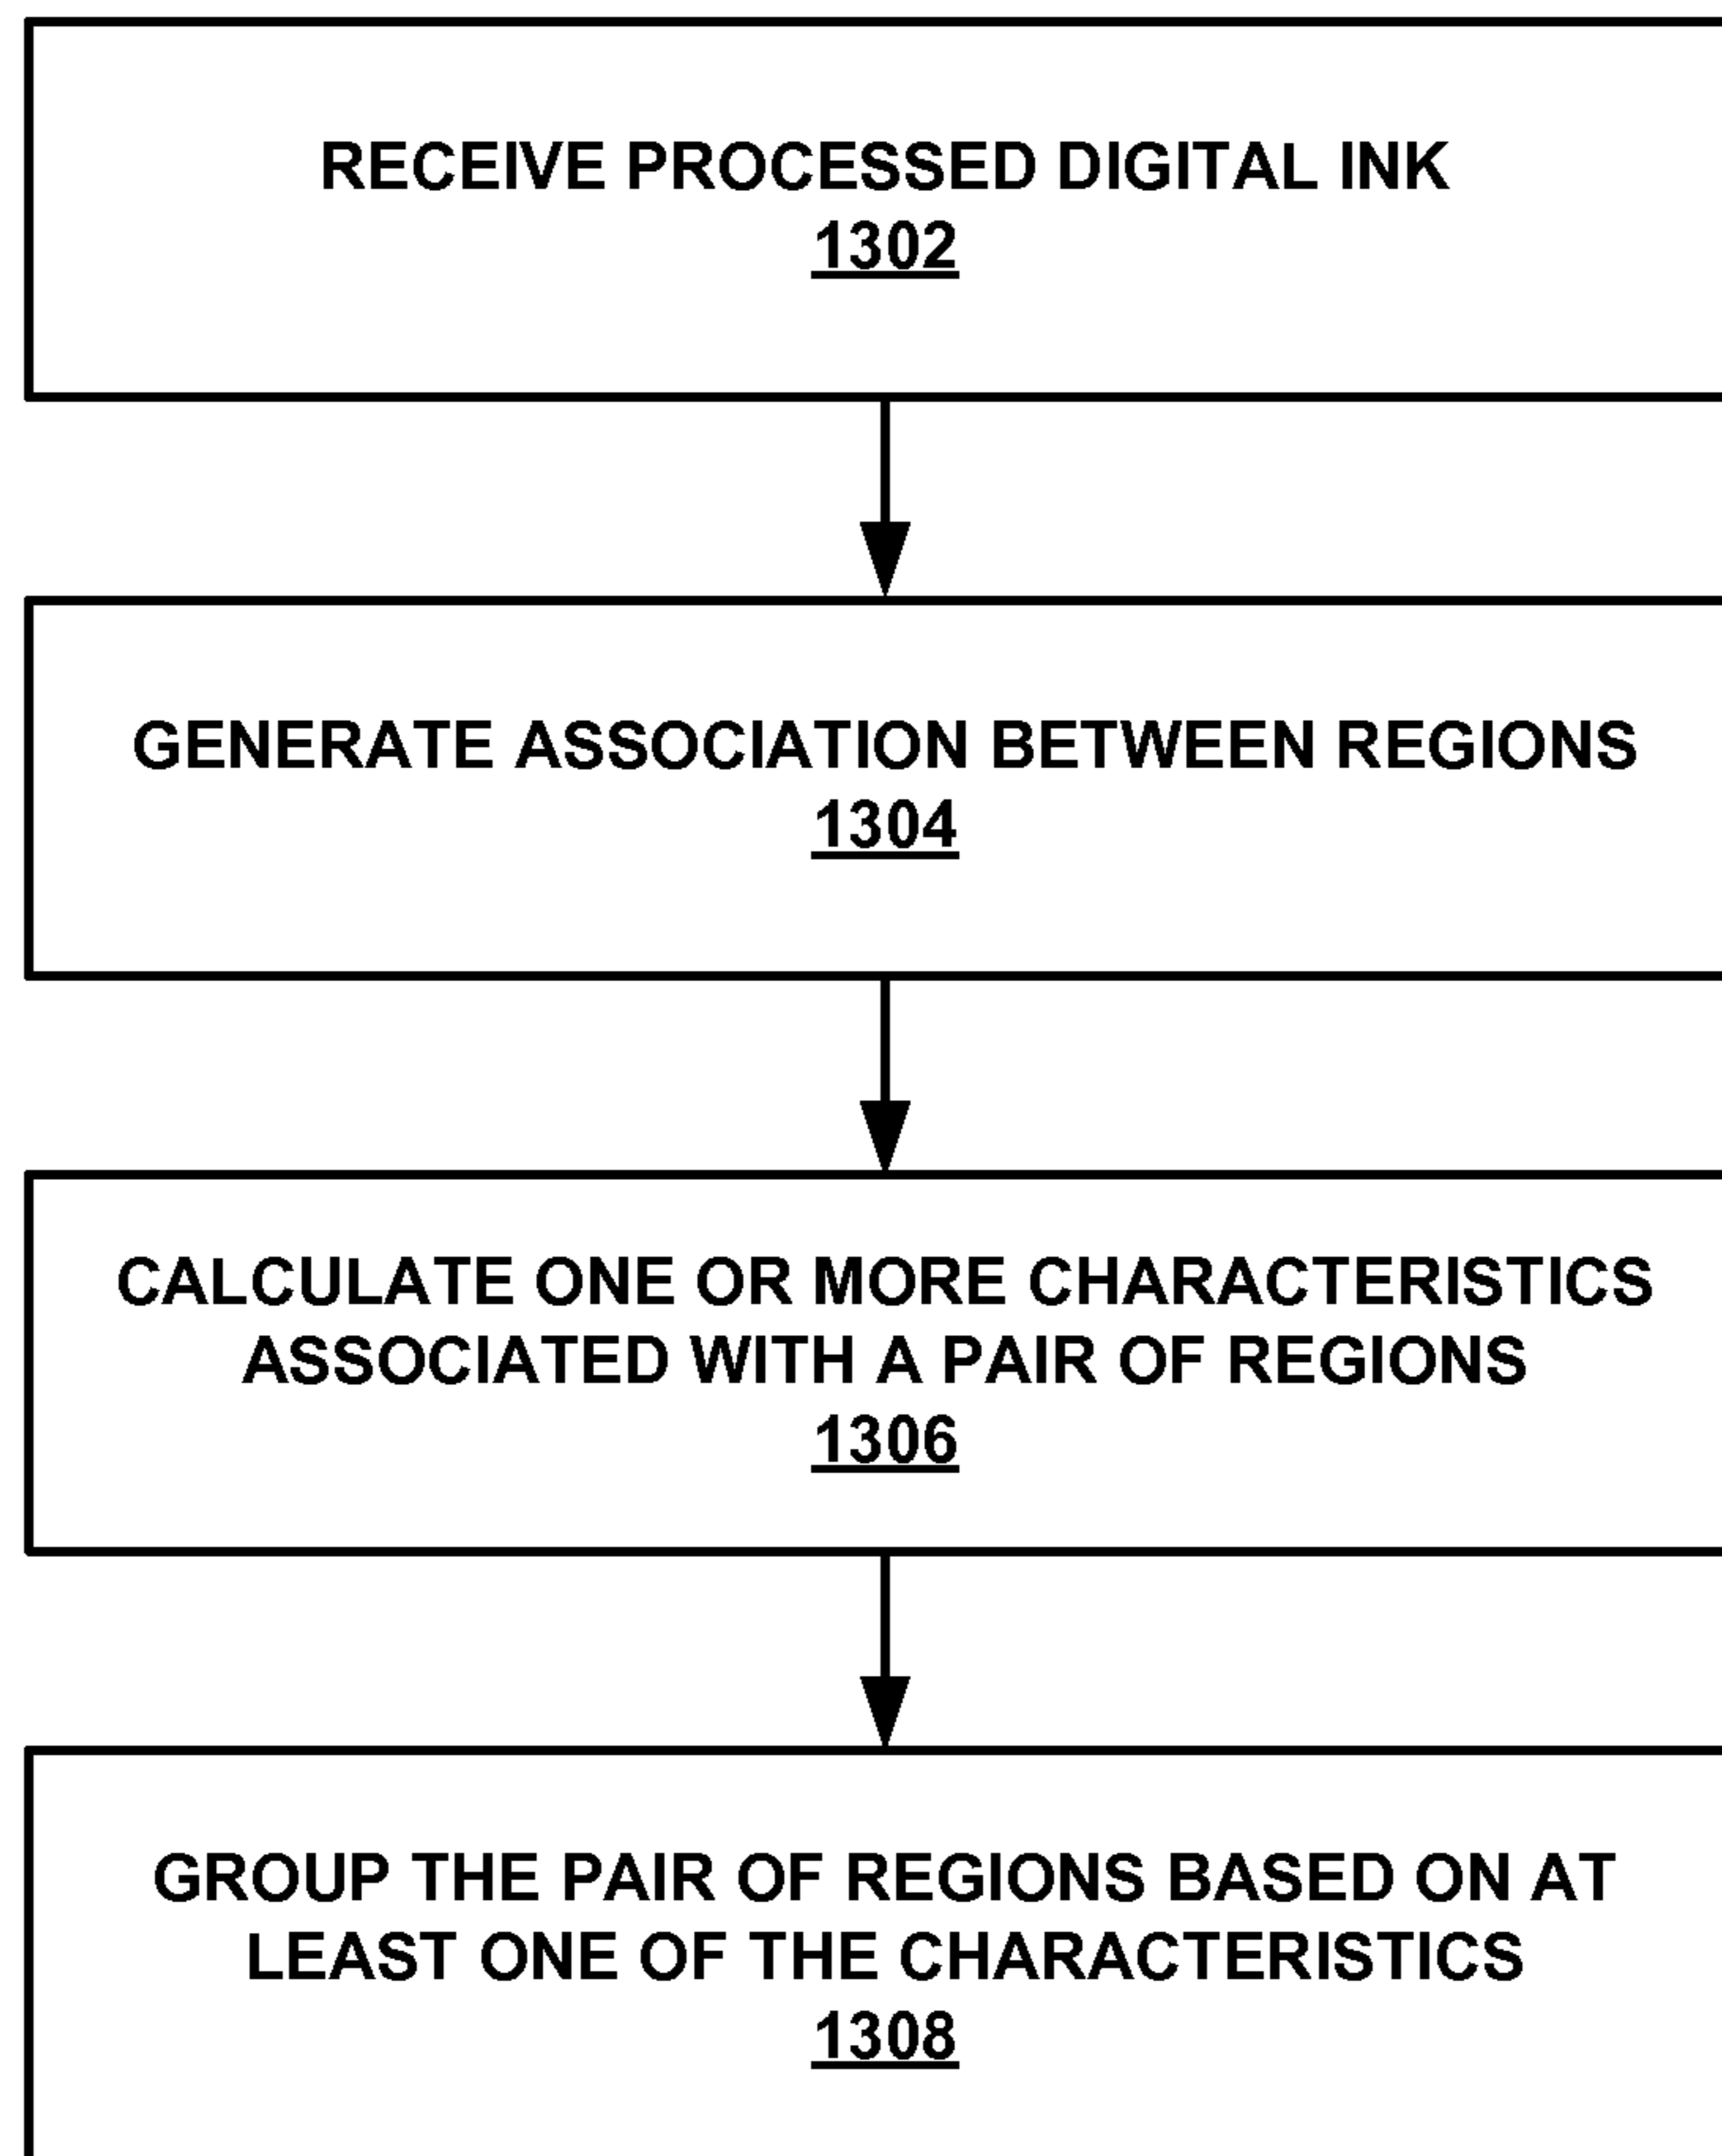 RECEIVE PROCESSED DIGITAL INK
1302
GENERATE ASSOCIATION BETWEEN REGIONS
1304
CALCULATE ONE OR MORE CHARACTERISTICS
ASSOCIATED WITH A PAIR OF REGIONS
1306
GROUP THE PAIR OF REGIONS BASED ON AT
LEAST ONE OF THE CHARACTERISTICS
1308